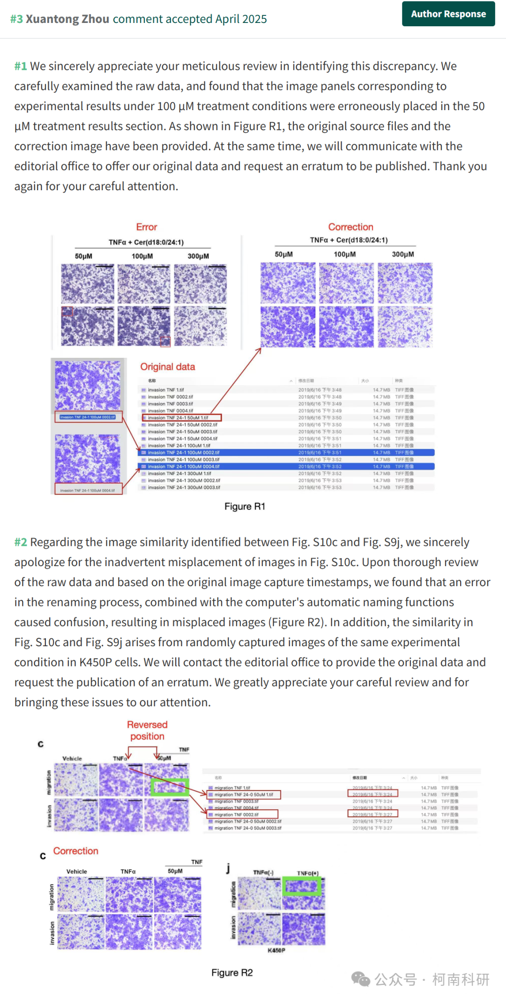 #3 Xuantong Zhou comment accepted April 2025
Author Response
#1 We sincerely appreciate your meticulous review in identifying this discrepancy. We
carefully examined the raw data, and found that the image panels corresponding to
experimental results under 100 µM treatment conditions were erroneously placed in the 50
µM treatment results section. As shown in Figure R1, the original source files and the
correction image have been provided. At the same time, we will communicate with the
editorial office to offer our original data and request an erratum to be published. Thank you
again for your careful attention.
Error
Correction
TNFα + Cer(d18:0/24:1)
TNFα + Cer(d18:0/24:1)
50µM 100µM 300µM
50µM 100µM 300µM
Original data
名称 修改日期 大小 种类
invasion TNF 1.tif 2019/6/16 下午3:48 14.7 MB TIFF图像
invasion TNF 0002.tif 2019/6/16 下午3:48 14.7 MB TIFF图像
invasion TNF 0003.tif 2019/6/16 下午3:49 14.7 MB TIFF图像
invasion TNF 0004.tif 2019/6/16 下午3:49 14.7 MB TIFF图像
invasion TNF 24-1 50uM 1.tif 2019/6/16 下午3:50 14.7 MB TIFF图像
invasion TNF 24-1 50uM 0002.tif 2019/6/16 下午3:50 14.7 MB TIFF图像
invasion TNF 24-1 50uM 0003.tif 2019/6/16 下午3:50 14.7 MB TIFF图像
invasion TNF 24-1 50uM 0004.tif 2019/6/16 下午3:51 14.7 MB TIFF图像
invasion TNF 24-1 100uM 1.tif 2019/6/16 下午3:51 14.7 MB TIFF图像
invasion TNF 24-1 100uM 0002.tif 2019/6/16 下午3:51 14.7 MB TIFF图像
invasion TNF 24-1 100uM 0003.tif 2019/6/16 下午3:52 14.7 MB TIFF图像
invasion TNF 24-1 100uM 0004.tif 2019/6/16 下午3:52 14.7 MB TIFF图像
invasion TNF 24-1 300uM 1.tif 2019/6/16 下午3:52 14.7 MB TIFF图像
invasion TNF 24-1 300uM 0002.tif 2019/6/16 下午3:53 14.7 MB TIFF图像
invasion TNF 24-1 300uM 0003.tif 2019/6/16 下午3:53 14.7 MB TIFF图像
invasion TNF 24-1 100uM 0002.tif
invasion TNF 24-1 100uM 0004.tif
Figure R1
#2 Regarding the image similarity identified between Fig. S10c and Fig. S9j, we sincerely
apologize for the inadvertent misplacement of images in Fig. S10c. Upon thorough review
of the raw data and based on the original image capture timestamps, we found that an error
in the renaming process, combined with the computer's automatic naming functions
caused confusion, resulting in misplaced images (Figure R2). In addition, the similarity in
Fig. S10c and Fig. S9j arises from randomly captured images of the same experimental
condition in K450P cells. We will contact the editorial office to provide the original data and
request the publication of an erratum. We greatly appreciate your careful review and for
bringing these issues to our attention.
Reversed
position
c
TNF
Vehicle TNFα 50µM
migration
invasion
名称 修改日期 大小 种类
migration TNF 1.tif 2019/6/16 下午3:24 14.7 MB TIFF图像
migration TNF 24-0 50uM 1.tif 2019/6/16 下午3:24 14.7 MB TIFF图像
migration TNF 0003.tif 2019/6/16 下午3:24 14.7 MB TIFF图像
migration TNF 0004.tif 2019/6/16 下午3:24 14.7 MB TIFF图像
migration TNF 0002.tif 2019/6/16 下午3:27 14.7 MB TIFF图像
migration TNF 24-0 50uM 0002.tif 2019/6/16 下午3:27 14.7 MB TIFF图像
migration TNF 24-0 50uM 0003.tif 2019/6/16 下午3:27 14.7 MB TIFF图像
c Correction
TNF
Vehicle TNFα 50µM
migration
invasion
j
TNFα(-) TNFα(+)
migration
invasion
K450P
Figure R2
公众号 · 柯南科研